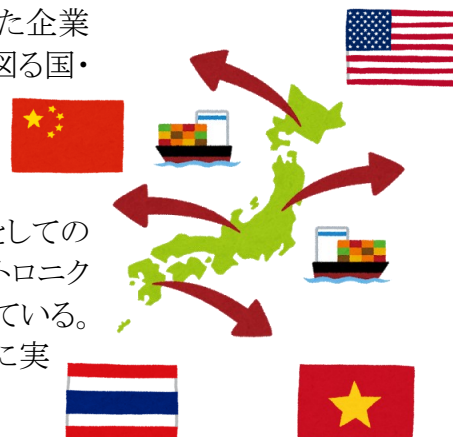 た企業
図る国・
としての
トロニク
ている。
に実